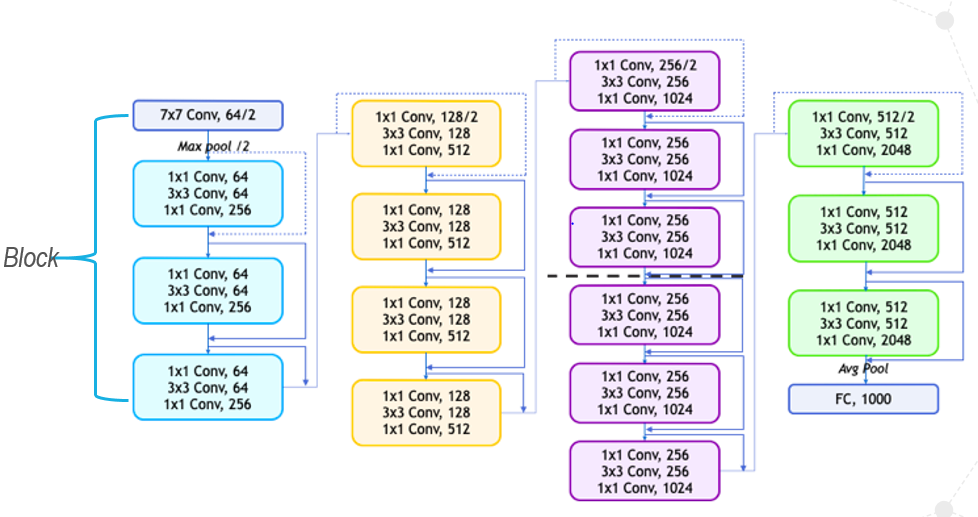 Block
7x7 Conv, 64/2
Max pool /2
1x1 Conv, 64
3x3 Conv, 64
1x1 Conv, 256
1x1 Conv, 64
3x3 Conv, 64
1x1 Conv, 256
1x1 Conv, 64
3x3 Conv, 64
1x1 Conv, 256
1x1 Conv, 128/2
3x3 Conv, 128
1x1 Conv, 512
1x1 Conv, 128
3x3 Conv, 128
1x1 Conv, 512
1x1 Conv, 128
3x3 Conv, 128
1x1 Conv, 512
1x1 Conv, 128
3x3 Conv, 128
1x1 Conv, 512
1x1 Conv, 256/2
3x3 Conv, 256
1x1 Conv, 1024
1x1 Conv, 256
3x3 Conv, 256
1x1 Conv, 1024
1x1 Conv, 256
3x3 Conv, 256
1x1 Conv, 1024
1x1 Conv, 256
3x3 Conv, 256
1x1 Conv, 1024
1x1 Conv, 256
3x3 Conv, 256
1x1 Conv, 1024
1x1 Conv, 256
3x3 Conv, 256
1x1 Conv, 1024
1x1 Conv, 512/2
3x3 Conv, 512
1x1 Conv, 2048
1x1 Conv, 512
3x3 Conv, 512
1x1 Conv, 2048
1x1 Conv, 512
3x3 Conv, 512
1x1 Conv, 2048
Avg Pool
FC, 1000